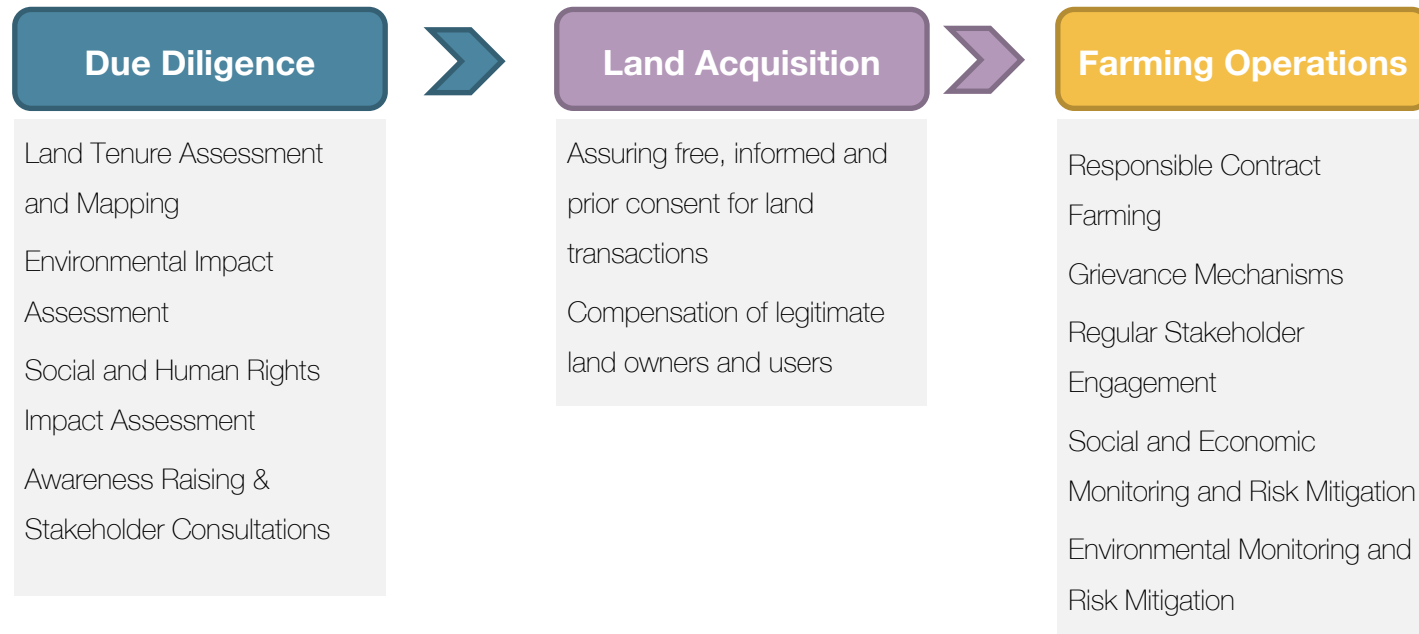 Due Diligence
Land Tenure Assessment
and Mapping
Environmental Impact
Assessment
Social and Human Rights
Impact Assessment
Awareness Raising &
Stakeholder Consultations
Land Acquisition
Assuring free, informed and
prior consent for land
transactions
Compensation of legitimate
land owners and users
Farming Operations
Responsible Contract
Farming
Grievance Mechanisms
Regular Stakeholder
Engagement
Social and Economic
Monitoring and Risk Mitigation
Environmental Monitoring and
Risk Mitigation